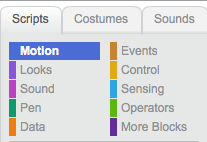 Scripts Costumes Sounds
Motion Events
Looks Control
Sound Sensing
Pen Operators
Data More Blocks